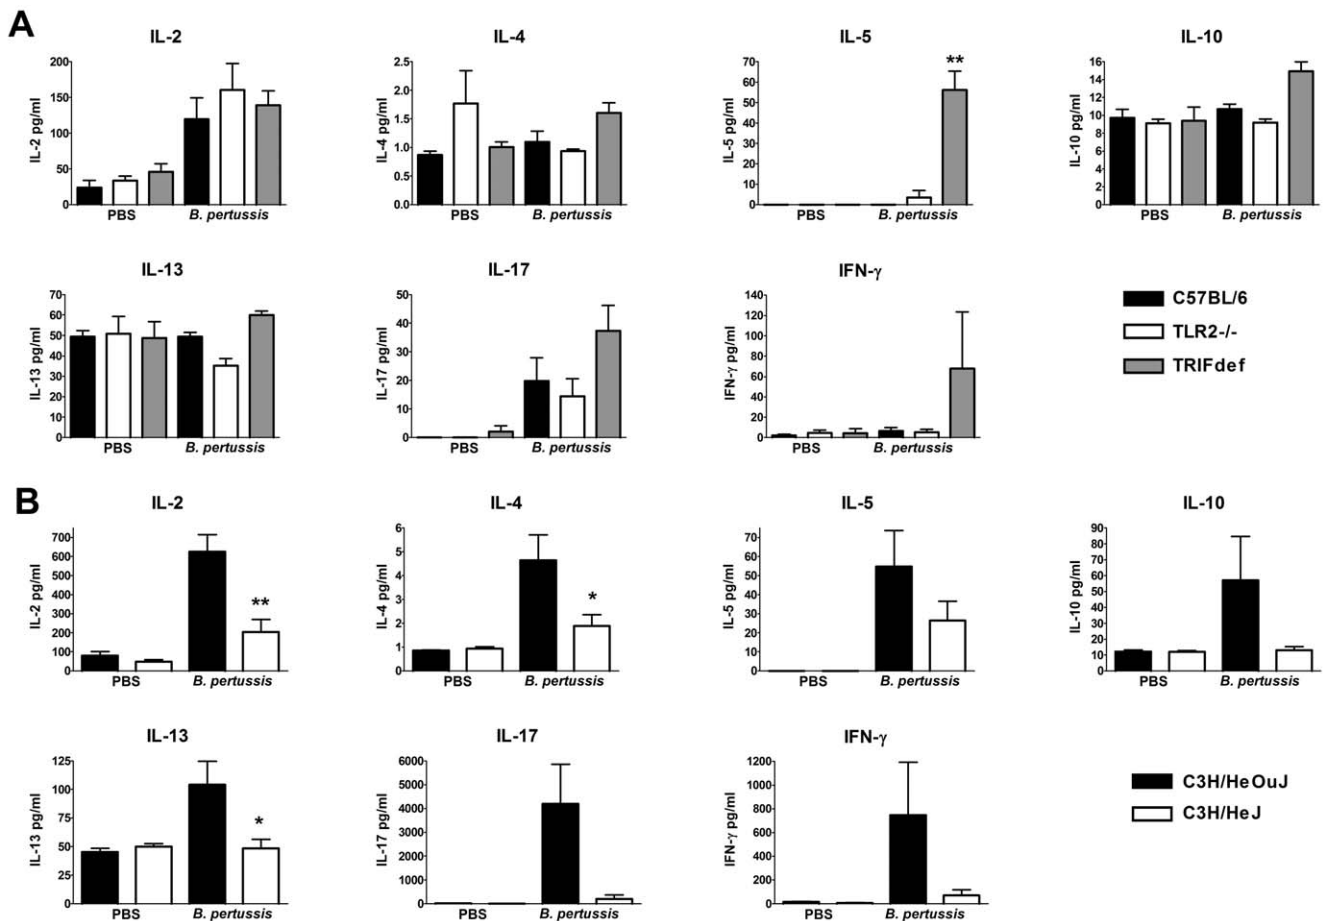 A
IL-2
IL-2 pg/ml
200
150
100
50
0
PBS
B. pertussis
IL-4
IL-4 pg/ml
2.5
2.0
1.5
1.0
0.5
0.0
PBS
B. pertussis
IL-5
IL-5 pg/ml
70
60
50
40
30
20
10
0
**
PBS
B. pertussis
IL-10
IL-10 pg/ml
16
14
12
10
8
6
4
2
0
PBS
B. pertussis
IL-13
IL-13 pg/ml
70
60
50
40
30
20
10
0
PBS
B. pertussis
IL-17
IL-17 pg/ml
50
40
30
20
10
0
PBS
B. pertussis
IFN-γ
IFN-γ pg/ml
140
120
100
80
60
40
20
0
PBS
B. pertussis
C57BL/6
TLR2-/-
TRIFdef
B
IL-2
IL-2 pg/ml
700
600
500
400
300
200
100
0
**
PBS
B. pertussis
IL-4
IL-4 pg/ml
6
5
4
3
2
1
0
*
PBS
B. pertussis
IL-5
IL-5 pg/ml
70
60
50
40
30
20
10
0
PBS
B. pertussis
IL-10
IL-10 pg/ml
90
80
70
60
50
40
30
20
10
0
PBS
B. pertussis
IL-13
IL-13 pg/ml
125
100
75
50
25
0
*
PBS
B. pertussis
IL-17
IL-17 pg/ml
6000
5000
4000
3000
2000
1000
0
PBS
B. pertussis
IFN-γ
IFN-γ pg/ml
1200
1000
800
600
400
200
0
PBS
B. pertussis
C3H/HeOuJ
C3H/HeJ